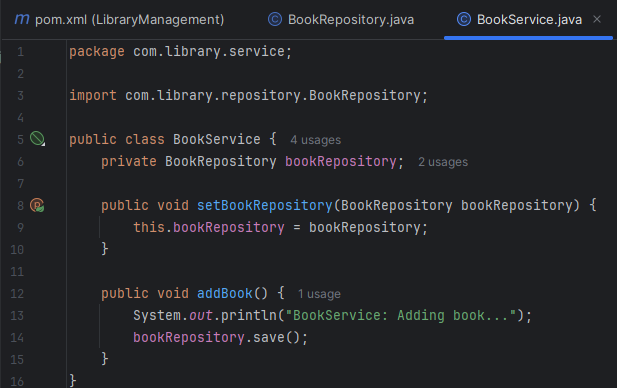 pom.xml (LibraryManagement) BookRepository.java BookService.java
1 package com.library.service;
2
3 import com.library.repository.BookRepository;
4
5 public class BookService { 4 usages
6 private BookRepository bookRepository; 2 usages
7
8 public void setBookRepository(BookRepository bookRepository) {
9 this.bookRepository = bookRepository;
10 }
11
12 public void addBook() { 1 usage
13 System.out.println("BookService: Adding book...");
14 bookRepository.save();
15 }
16 }